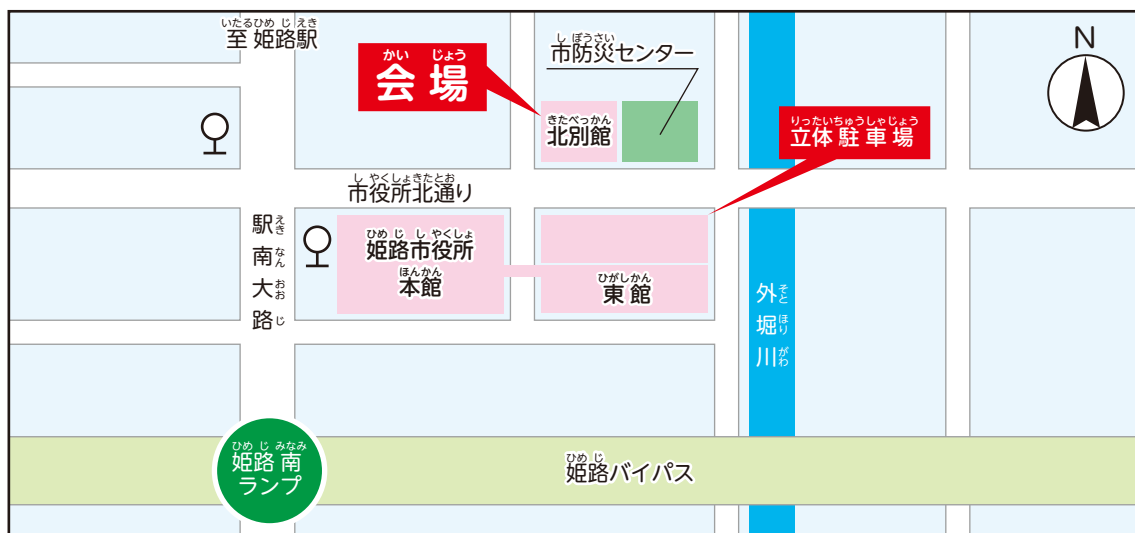 いたるひめじえき
至 姫路駅
かいじょう
会場
しぼうさい
市防災センター
N
きたべっかん
北別館
りったいちゅうしゃじょう
立体駐車場
しやくしょきたとお
市役所北通り
駅南大路
えきなんおおじ
ひめじしやくしょ
姫路市役所
ほんかん
本館
ひがしかん
東館
外堀川
そとほりがわ
ひめじみなみ
姫路南
ランプ
ひめじ
姫路バイパス